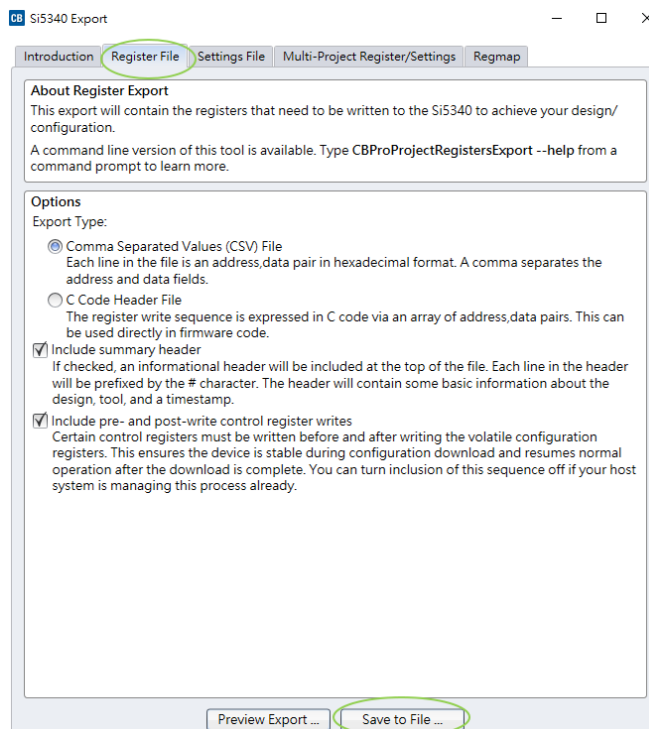 CB Si5340 Export
Introduction Register File Settings File Multi-Project Register/Settings Regmap
About Register Export
This export will contain the registers that need to be written to the Si5340 to achieve your design/
configuration.
A command line version of this tool is available. Type CBProProjectRegistersExport --help from a
command prompt to learn more.
Options
Export Type:
Comma Separated Values (CSV) File
Each line in the file is an address,data pair in hexadecimal format. A comma separates the
address and data fields.
C Code Header File
The register write sequence is expressed in C code via an array of address,data pairs. This can
be used directly in firmware code.
Include summary header
If checked, an informational header will be included at the top of the file. Each line in the header
will be prefixed by the # character. The header will contain some basic information about the
design, tool, and a timestamp.
Include pre- and post-write control register writes
Certain control registers must be written before and after writing the volatile configuration
registers. This ensures the device is stable during configuration download and resumes normal
operation after the download is complete. You can turn inclusion of this sequence off if your host
system is managing this process already.
Preview Export ... Save to File ...